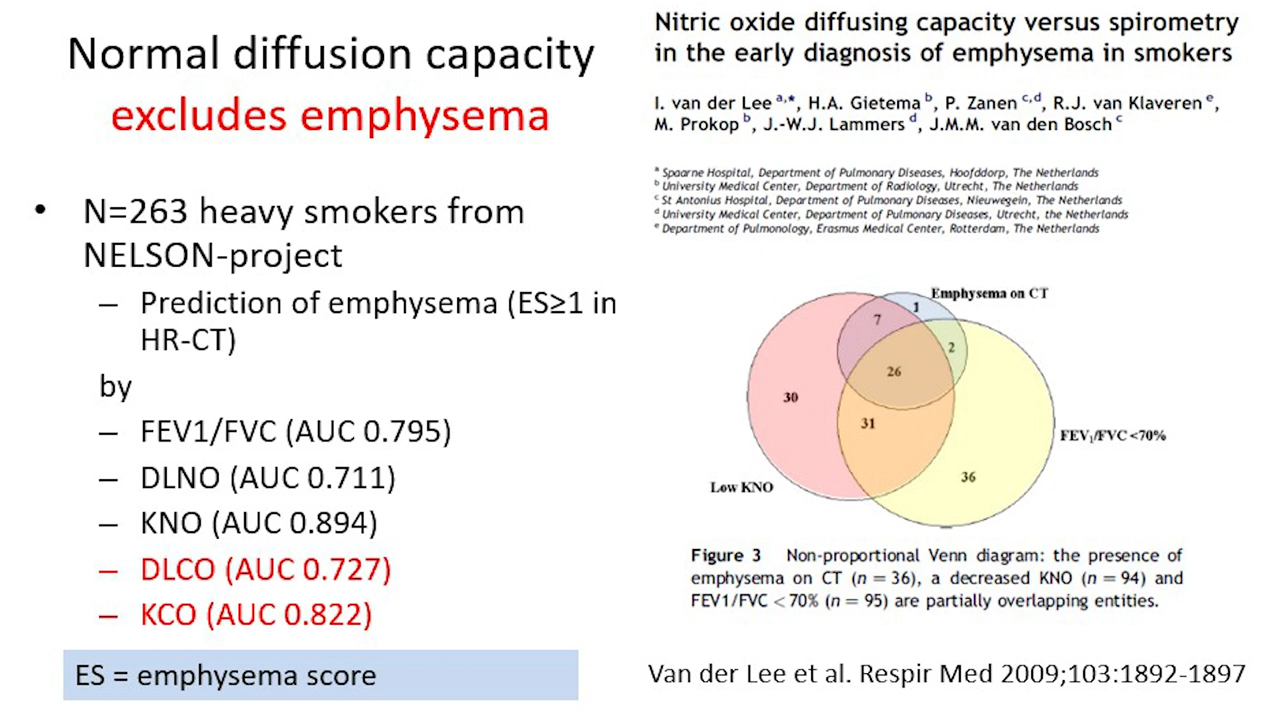 Normal diffusion capacity
excludes emphysema
• N=263 heavy smokers from
NELSON-project
– Prediction of emphysema (ES≥1 in
HR-CT)
by
– FEV1/FVC (AUC 0.795)
– DLNO (AUC 0.711)
– KNO (AUC 0.894)
– DLCO (AUC 0.727)
– KCO (AUC 0.822)
ES = emphysema score
Nitric oxide diffusing capacity versus spirometry
in the early diagnosis of emphysema in smokers
I. van der Lee a,*, H.A. Gietema b, P. Zanen c,d, R.J. van Klaveren e,
M. Prokop b, J.-W.J. Lammers d, J.M.M. van den Bosch c
a Spaarne Hospital, Department of Pulmonary Diseases, Hoofddorp, The Netherlands
b University Medical Center, Department of Radiology, Utrecht, The Netherlands
c St Antonius Hospital, Department of Pulmonary Diseases, Nieuwegein, The Netherlands
d University Medical Center, Department of Pulmonary Diseases, Utrecht, the Netherlands
e Department of Pulmonology, Erasmus Medical Center, Rotterdam, The Netherlands
Emphysema on CT
1
7
2
26
30
31
FEV1/FVC <70%
36
Low KNO
Figure 3 Non-proportional Venn diagram: the presence of
emphysema on CT (n = 36), a decreased KNO (n = 94) and
FEV1/FVC < 70% (n = 95) are partially overlapping entities.
Van der Lee et al. Respir Med 2009;103:1892-1897